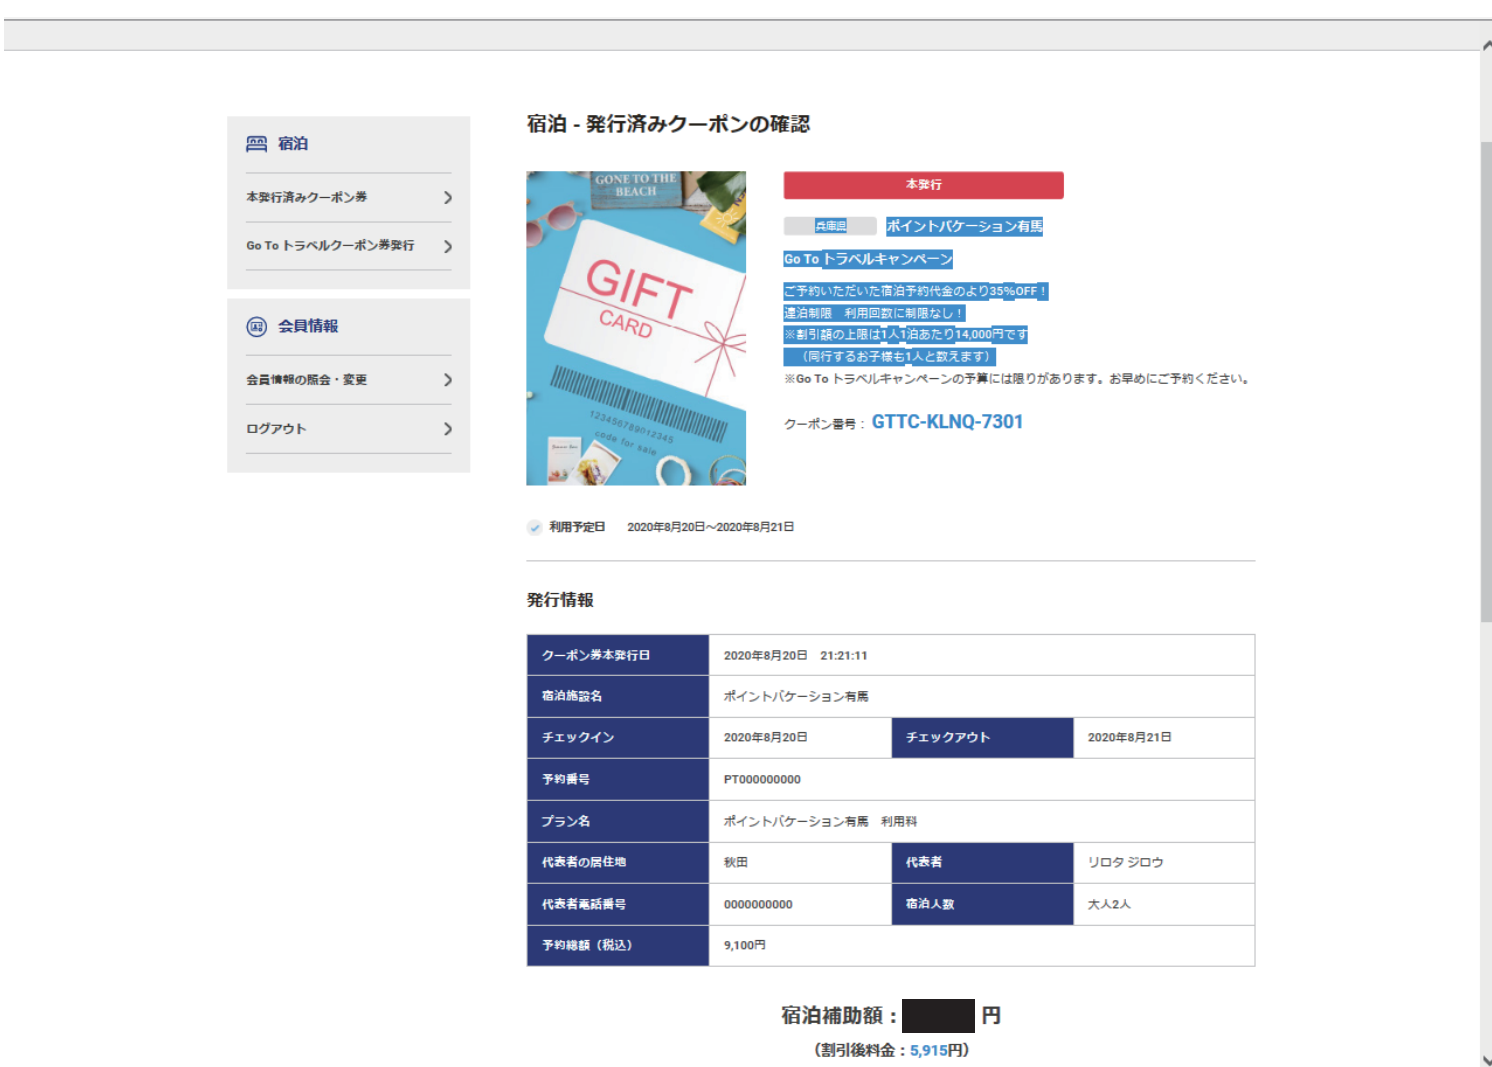 宿泊
本発行済みクーポン券
Go To トラベルクーポン券発行
会員情報
会員情報の照会・変更
ログアウト
宿泊 - 発行済みクーポンの確認
GONE TO THE
BEACH
GIFT
CARD
123456789012345
code for sale
本発行
兵庫県 ポイントバケーション有馬
Go To トラベルキャンペーン
ご予約いただいた宿泊予約代金のより35%OFF！
連泊制限　利用回数に制限なし！
※割引額の上限は1人1泊あたり14,000円です
（同行するお子様も1人と数えます）
※Go To トラベルキャンペーンの予算には限りがあります。お早めにご予約ください。
クーポン番号： GTTC-KLNQ-7301
利用予定日 2020年8月20日～2020年8月21日
発行情報
クーポン券本発行日 2020年8月20日　21:21:11
宿泊施設名 ポイントバケーション有馬
チェックイン 2020年8月20日 チェックアウト 2020年8月21日
予約番号 PT000000000
プラン名 ポイントバケーション有馬　利用料
代表者の居住地 秋田 代表者 リロタ ジロウ
代表者電話番号 0000000000 宿泊人数 大人2人
予約総額（税込） 9,100円
宿泊補助額： 円
（割引後料金：5,915円）